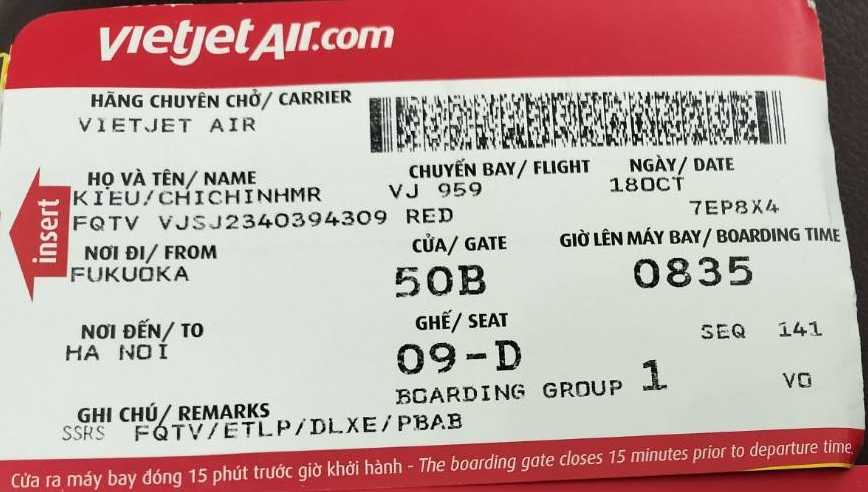 vietjetAir.com
HÃNG CHUYÊN CHỞ/ CARRIER
VIETJET AIR
HỌ VÀ TÊN/ NAME
KIEU/CHICHINHMR
FQTV VJSJ2340394309 RED
CHUYẾN BAY/ FLIGHT
VJ 959
NGÀY/ DATE
18OCT
7EP8X4
insert
NƠI ĐI/ FROM
FUKUOKA
CỬA/ GATE
50B
GIỜ LÊN MÁY BAY/ BOARDING TIME
0835
NƠI ĐẾN/ TO
HA NOI
GHẾ/ SEAT
09-D
SEQ 141
BOARDING GROUP 1
VO
GHI CHÚ/ REMARKS
SSRS FQTV/ETLP/DLXE/PBAB
Cửa ra máy bay đóng 15 phút trước giờ khởi hành - The boarding gate closes 15 minutes prior to departure time.